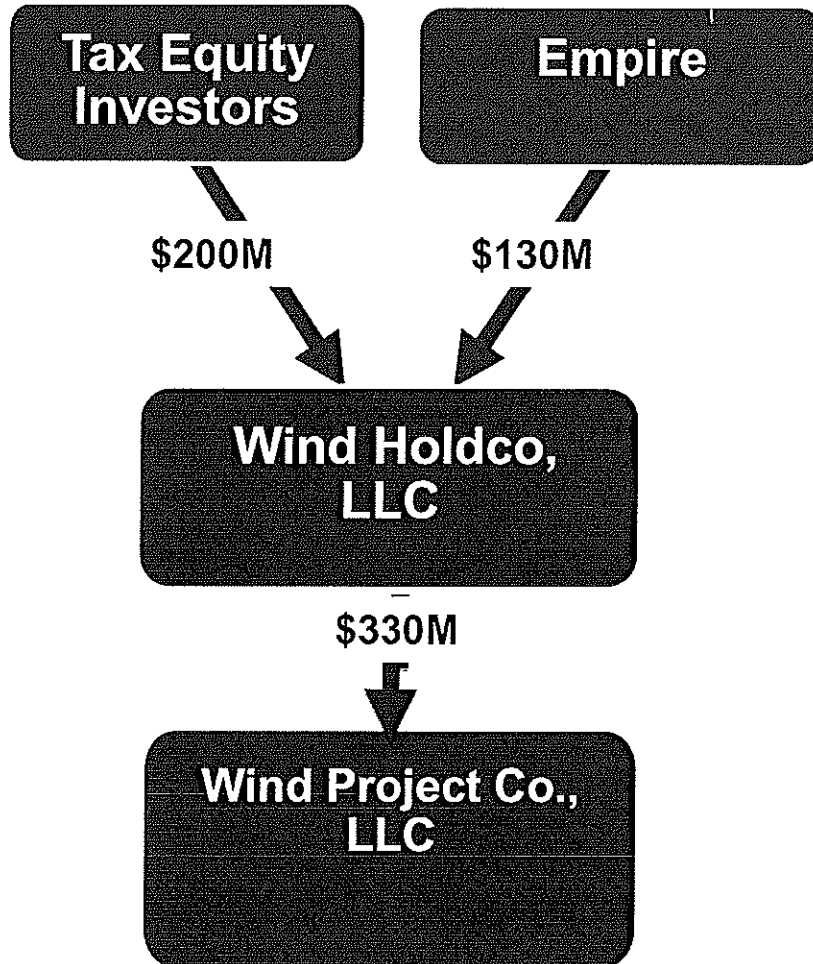 Tax Equity
Investors
Empire
$200M
$130M
Wind Holdco,
LLC
$330M
Wind Project Co.,
LLC